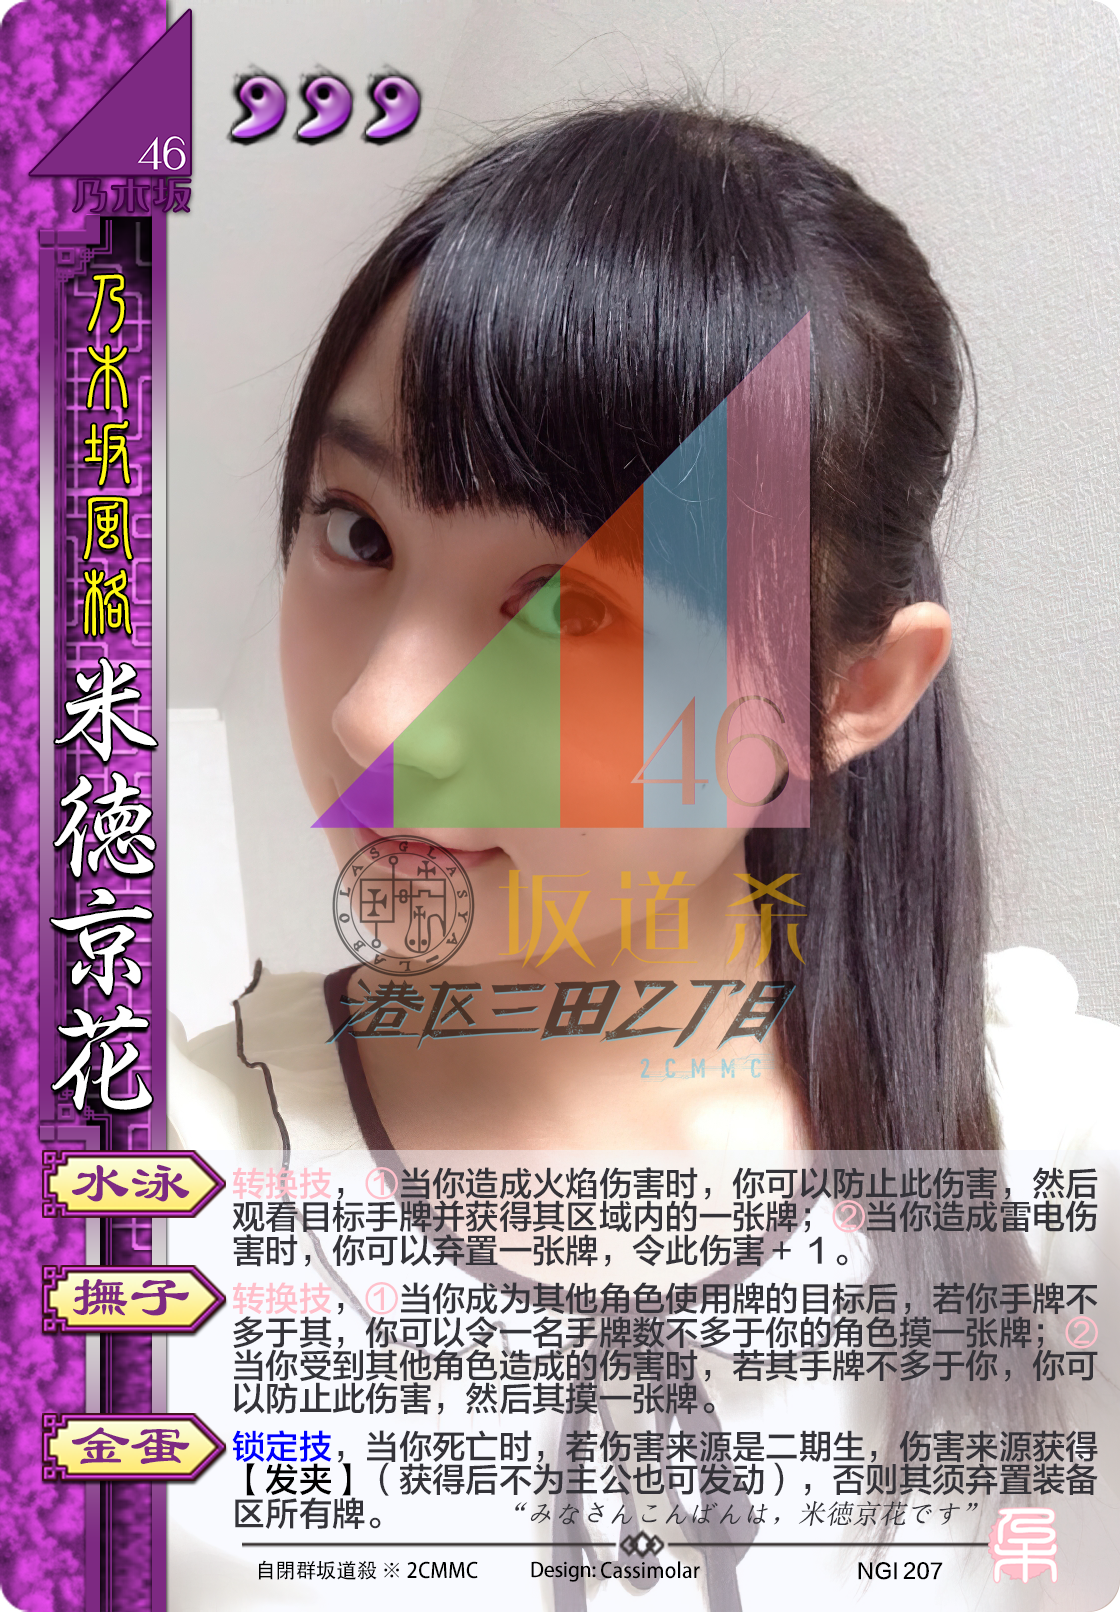 46
乃木坂
乃木坂風格
米徳京花
46
坂道杀
港区三田乙丁目
2CMMC
GLASYA-LABOLAS
水泳
转换技，①当你造成火焰伤害时，你可以防止此伤害，然后
观看目标手牌并获得其区域内的一张牌；②当你造成雷电伤
害时，你可以弃置一张牌，令此伤害+1。
撫子
转换技，①当你成为其他角色使用牌的目标后，若你手牌不
多于其，你可以令一名手牌数不多于你的角色摸一张牌；②
当你受到其他角色造成的伤害时，若其手牌不多于你，你可
以防止此伤害，然后其摸一张牌。
金蛋
锁定技，当你死亡时，若伤害来源是二期生，伤害来源获得
【发夹】（获得后不为主公也可发动），否则其须弃置装备
区所有牌。
“みなさんこんばんは，米徳京花です”
自閉群坂道殺 ※ 2CMMC
Design: Cassimolar
NGI 207